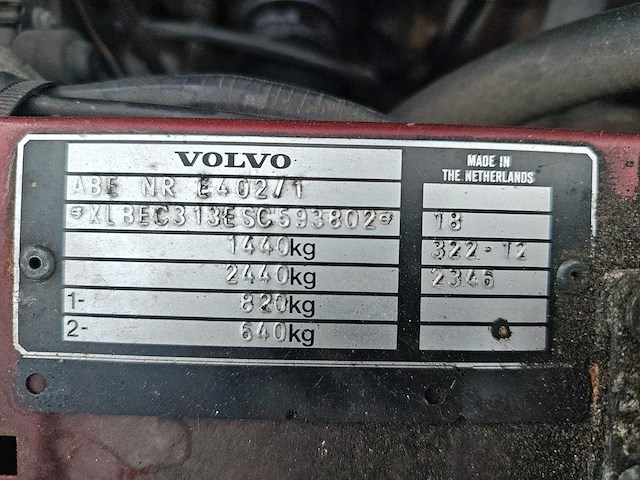 VOLVO
ABE NR E402/1
XLBEC313ESC593802
1440kg
2440kg
1- 820kg
2- 640kg
MADE IN
THE NETHERLANDS
18
322-12
2346